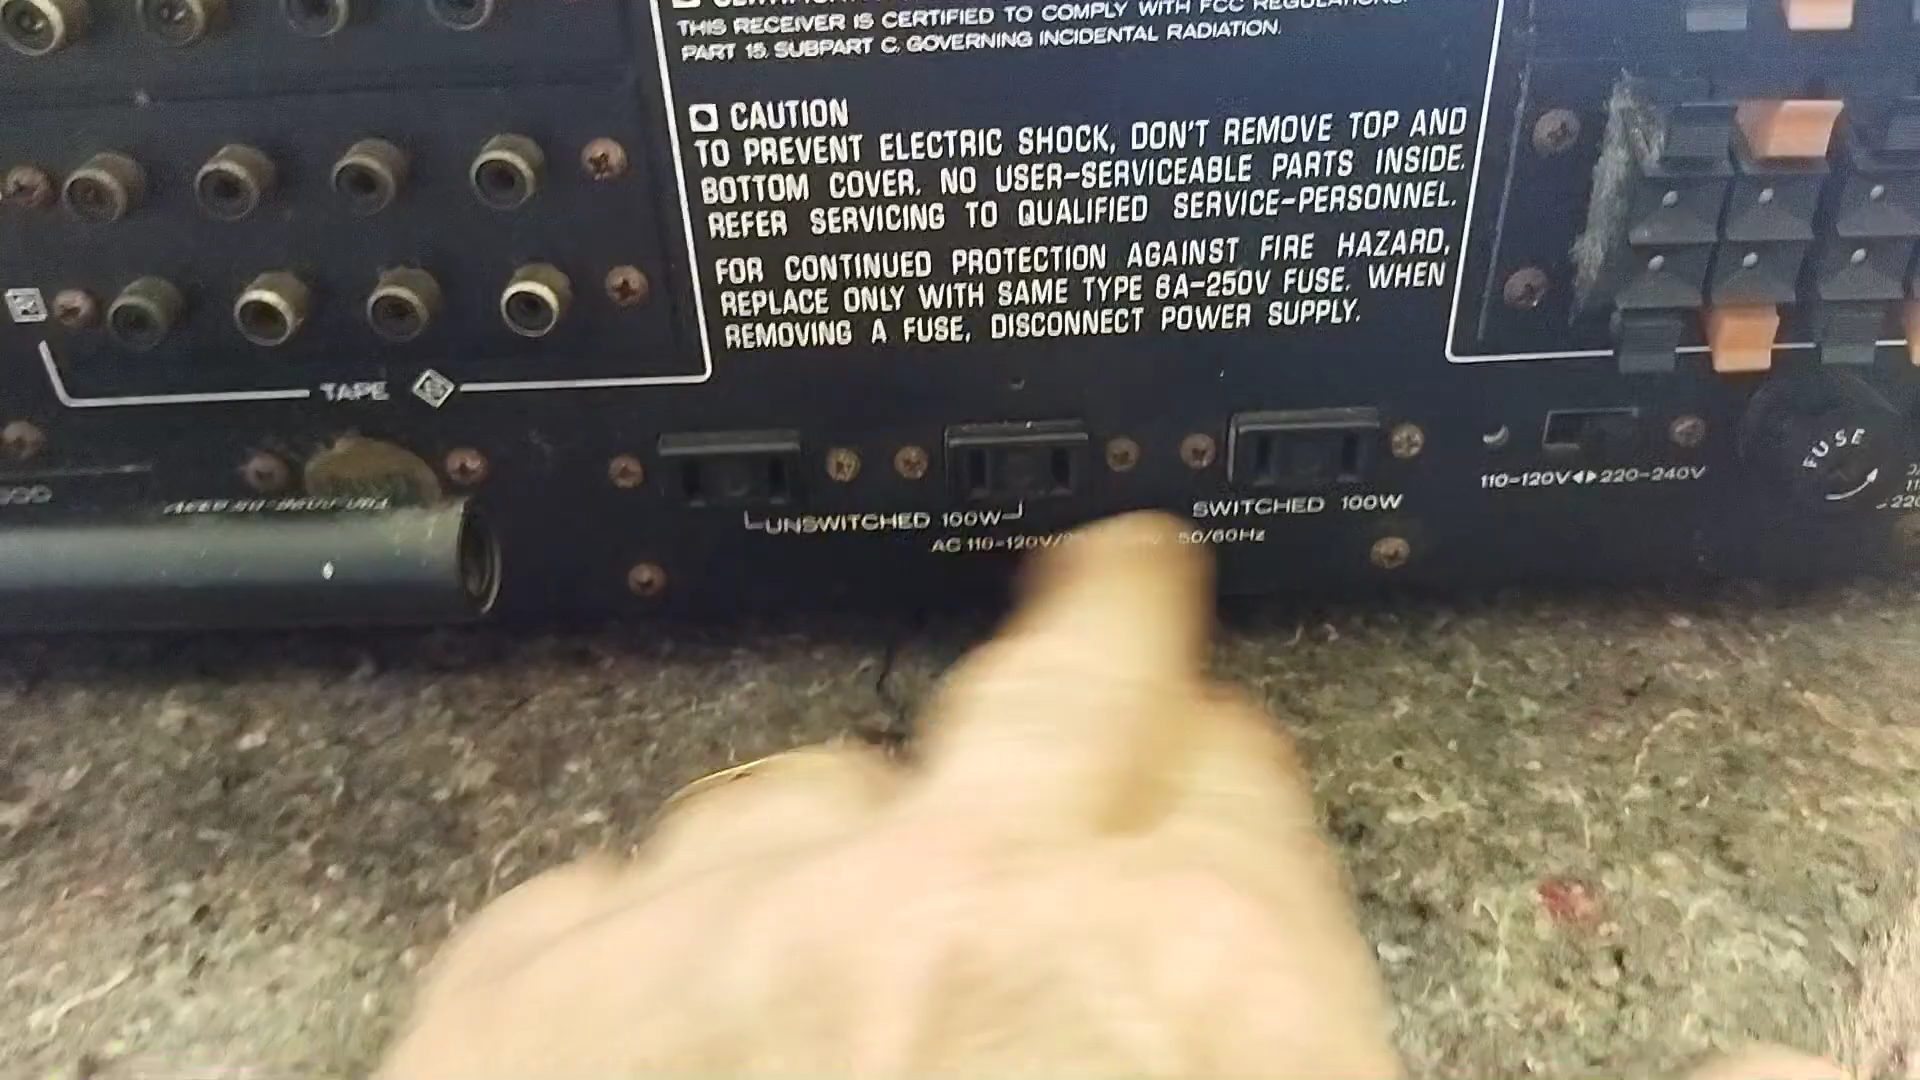 THIS RECEIVER IS CERTIFIED TO COMPLY WITH FCC REGULATIONS.
PART 15, SUBPART C, GOVERNING INCIDENTAL RADIATION.
CAUTION
TO PREVENT ELECTRIC SHOCK, DON'T REMOVE TOP AND
BOTTOM COVER. NO USER-SERVICEABLE PARTS INSIDE.
REFER SERVICING TO QUALIFIED SERVICE-PERSONNEL.
FOR CONTINUED PROTECTION AGAINST FIRE HAZARD,
REPLACE ONLY WITH SAME TYPE 6A-250V FUSE. WHEN
REMOVING A FUSE, DISCONNECT POWER SUPPLY.
TAPE
UNSWITCHED 100W
SWITCHED 100W
AC 110-120V/ 50/60Hz
110-120V◀▶220-240V
FUSE